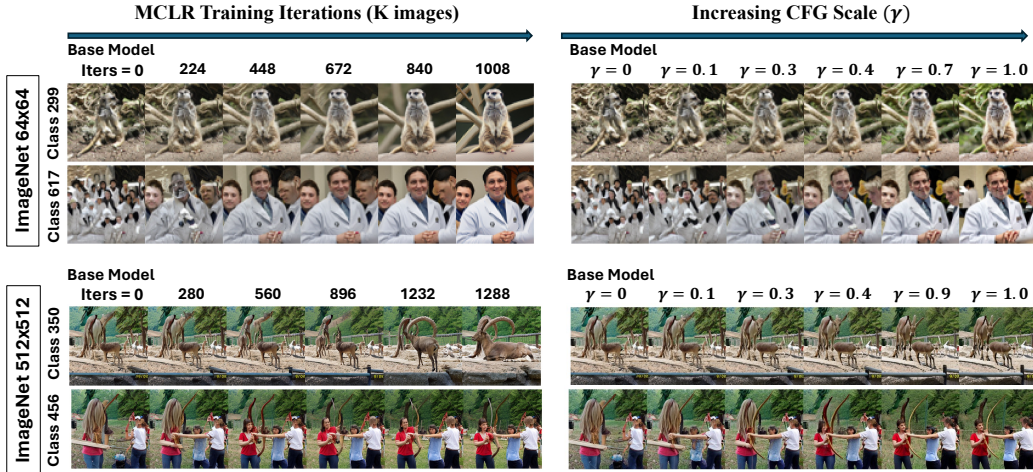 MCLR Training Iterations (K images)
Increasing CFG Scale (γ)
Base Model
Iters = 0 224 448 672 840 1008
Base Model
γ = 0 γ = 0.1 γ = 0.3 γ = 0.4 γ = 0.7 γ = 1.0
ImageNet 64x64
Class 299
Class 617
Base Model
Iters = 0 280 560 896 1232 1288
Base Model
γ = 0 γ = 0.1 γ = 0.3 γ = 0.4 γ = 0.9 γ = 1.0
ImageNet 512x512
Class 350
Class 456